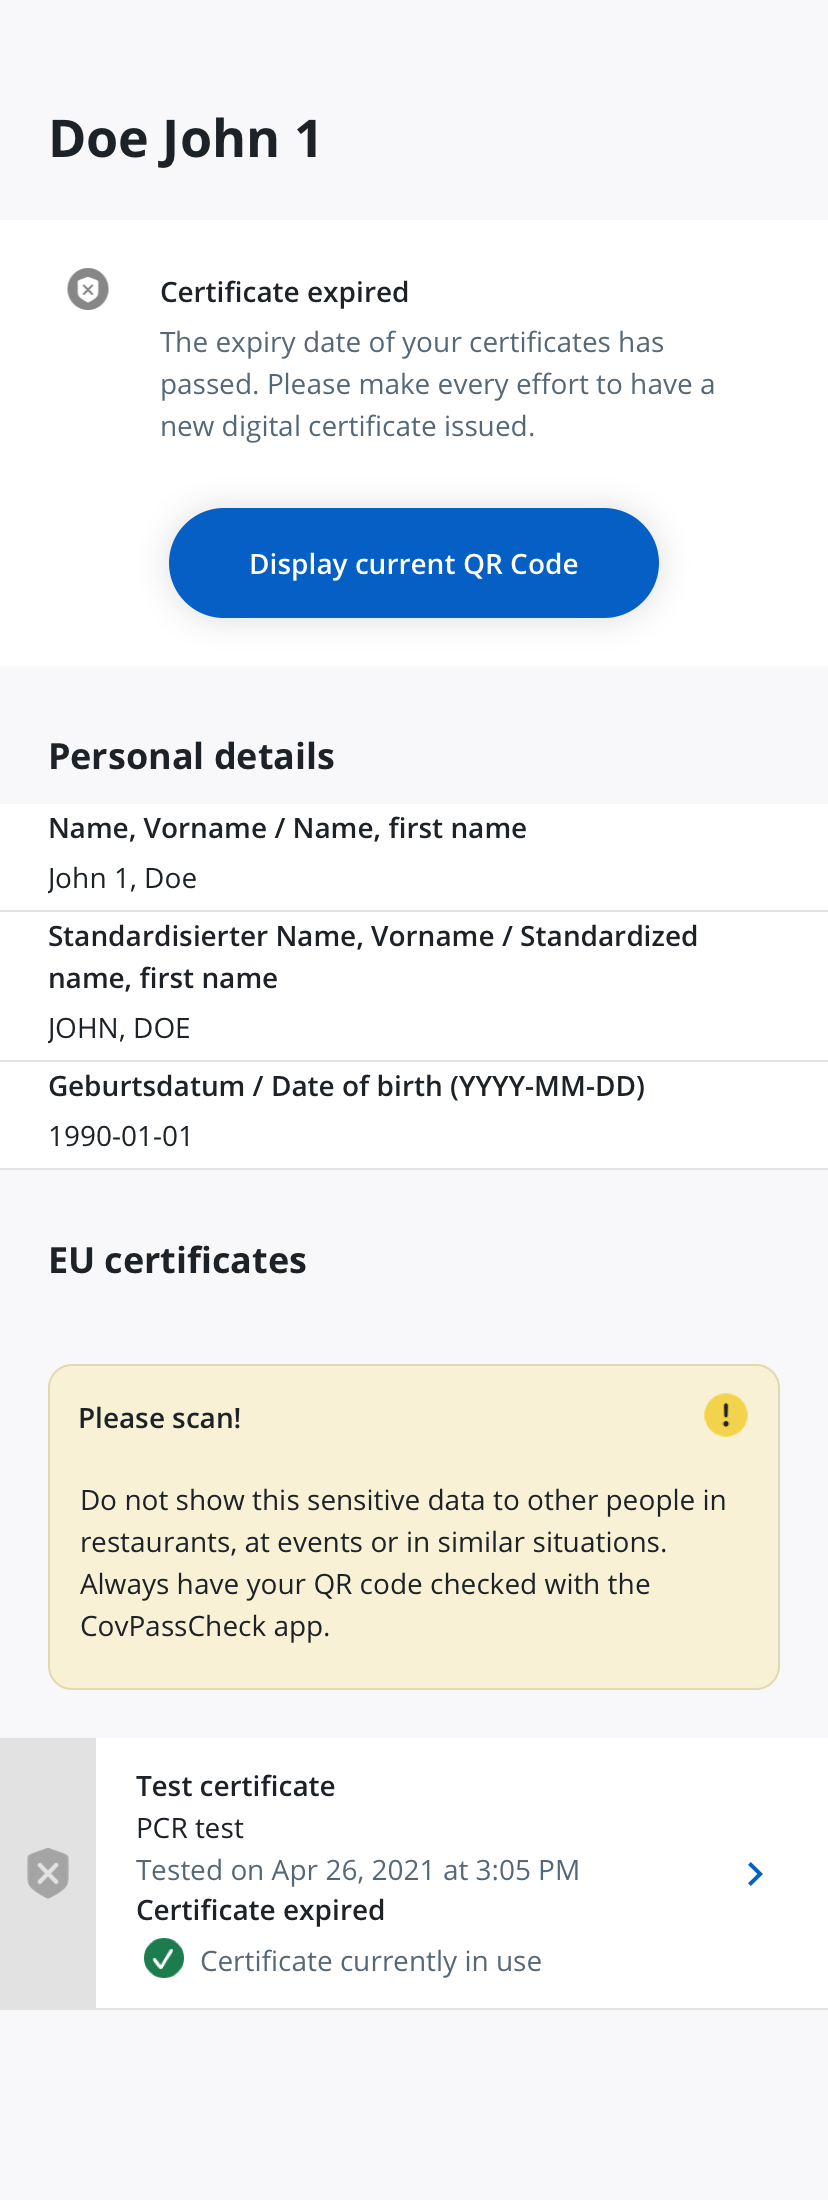 Doe John 1
Certificate expired
The expiry date of your certificates has
passed. Please make every effort to have a
new digital certificate issued.
Display current QR Code
Personal details
Name, Vorname / Name, first name
John 1, Doe
Standardisierter Name, Vorname / Standardized
name, first name
JOHN, DOE
Geburtsdatum / Date of birth (YYYY-MM-DD)
1990-01-01
EU certificates
Please scan!
Do not show this sensitive data to other people in
restaurants, at events or in similar situations.
Always have your QR code checked with the
CovPassCheck app.
Test certificate
PCR test
Tested on Apr 26, 2021 at 3:05 PM
Certificate expired
Certificate currently in use